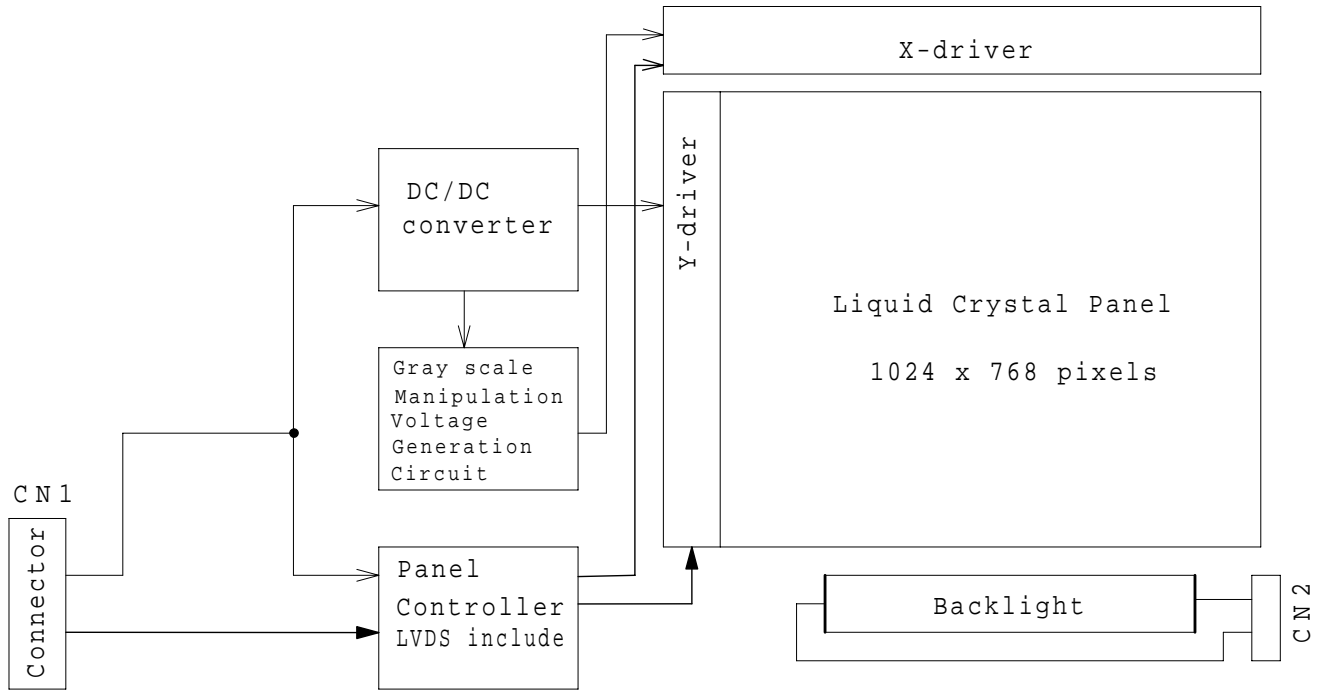 X-driver
Y-driver
DC/DC
converter
Liquid Crystal Panel
1024 x 768 pixels
Gray scale
Manipulation
Voltage
Generation
Circuit
CN1
Connector
Panel
Controller
LVDS include
Backlight
CN2